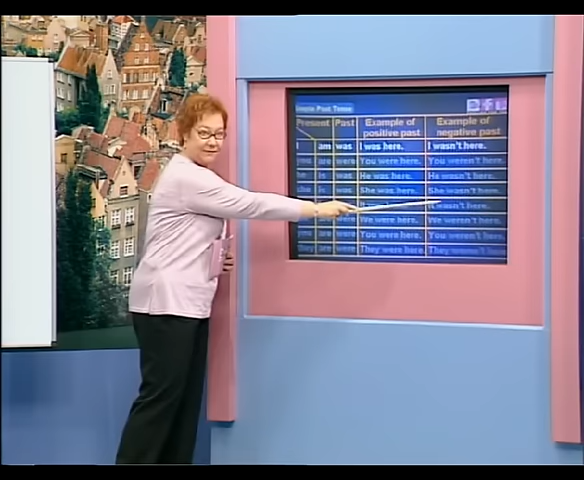 Simple Past Tense
Present Past Example of positive past Example of negative past
I am was I was here. I wasn't here.
you are were You were here. You weren't here.
he is was He was here. He wasn't here.
she is was She was here. She wasn't here.
wasn't here.
we are were We were here. We weren't here.
you are were You were here. You weren't here.
they are were They were here. They weren't here.